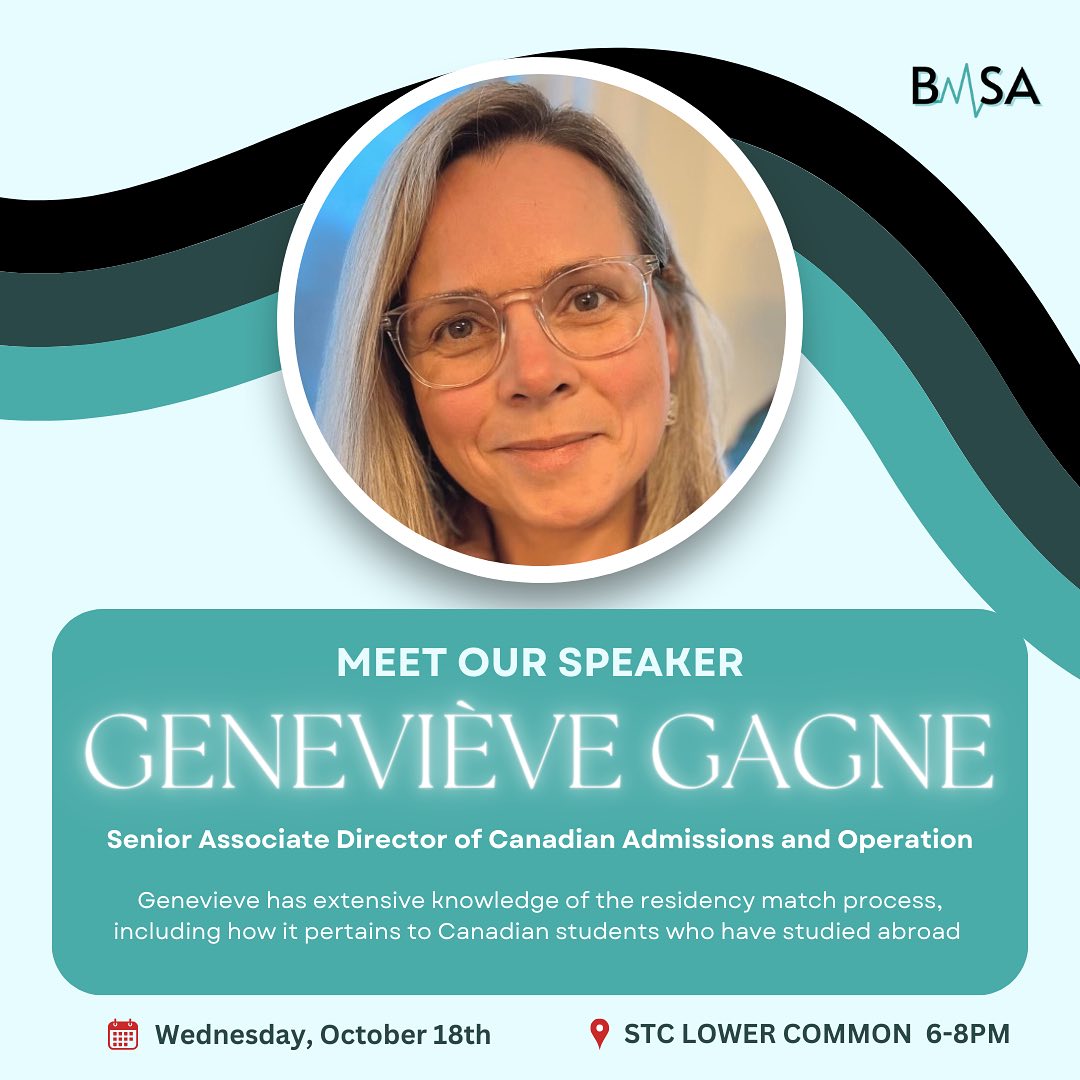 BMSA
MEET OUR SPEAKER
GENEVIÈVE GAGNE
Senior Associate Director of Canadian Admissions and Operation
Genevieve has extensive knowledge of the residency match process,
including how it pertains to Canadian students who have studied abroad
Wednesday, October 18th
STC LOWER COMMON 6-8PM